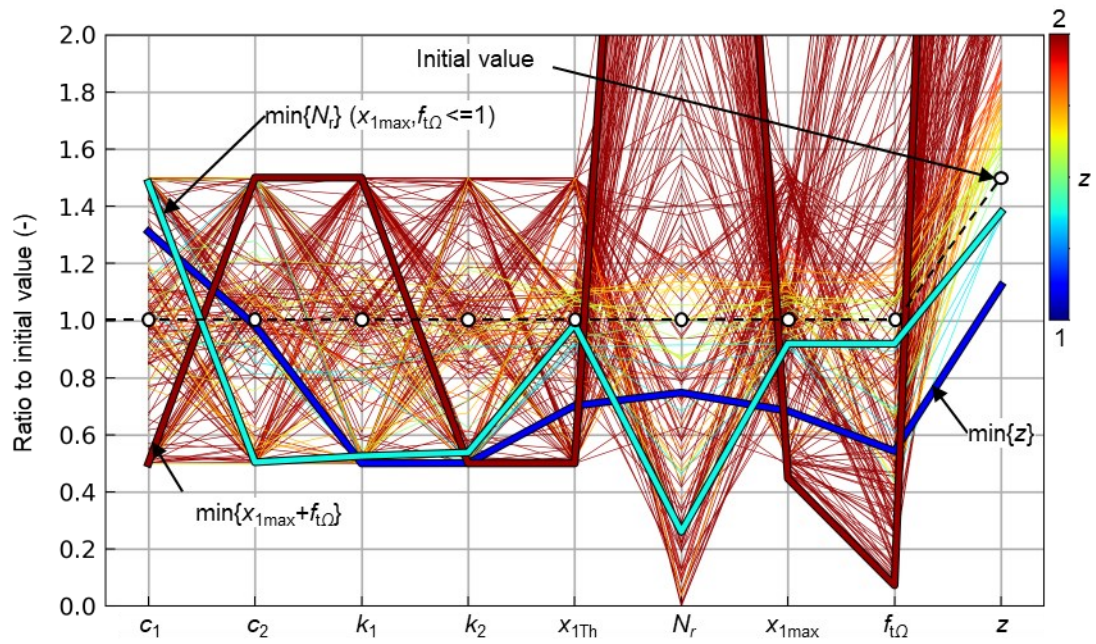 2.0
1.8
1.6
1.4
1.2
1.0
0.8
0.6
0.4
0.2
0.0
Ratio to initial value (-)
Initial value
min{Nr} (x1max,ftΩ <=1)
min{x1max+ftΩ}
min{z}
c1 c2 k1 k2 x1Th Nr x1max ftΩ z
2
z
1